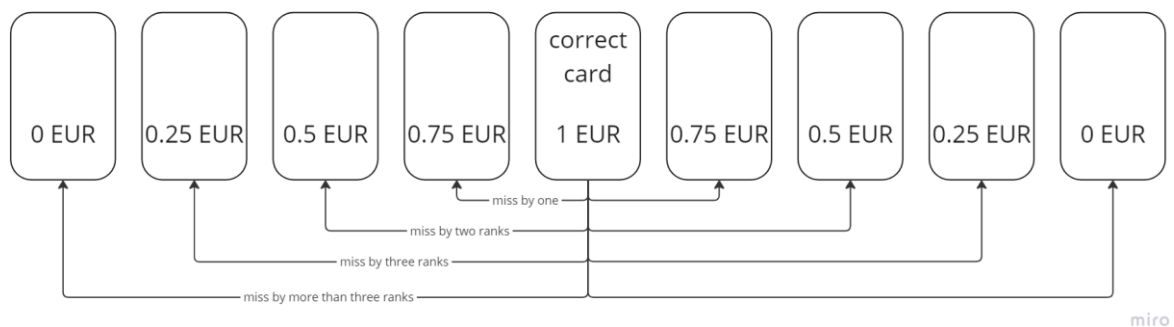 correct
card
0 EUR
0.25 EUR
0.5 EUR
0.75 EUR
1 EUR
0.75 EUR
0.5 EUR
0.25 EUR
0 EUR
miss by one
miss by two ranks
miss by three ranks
miss by more than three ranks
miro